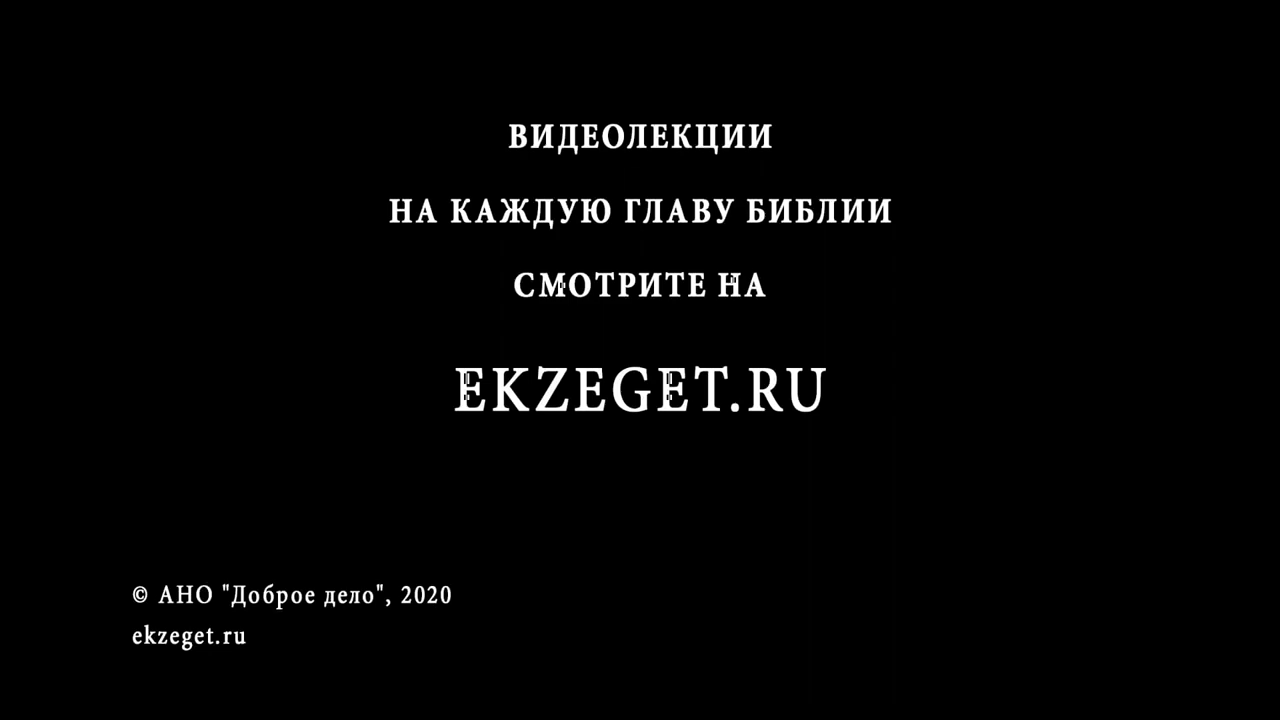 ВИДЕОЛЕКЦИИ
НА КАЖДУЮ ГЛАВУ БИБЛИИ
СМОТРИТЕ НА
EKZEGET.RU
© АНО "Доброе дело", 2020
ekzeget.ru